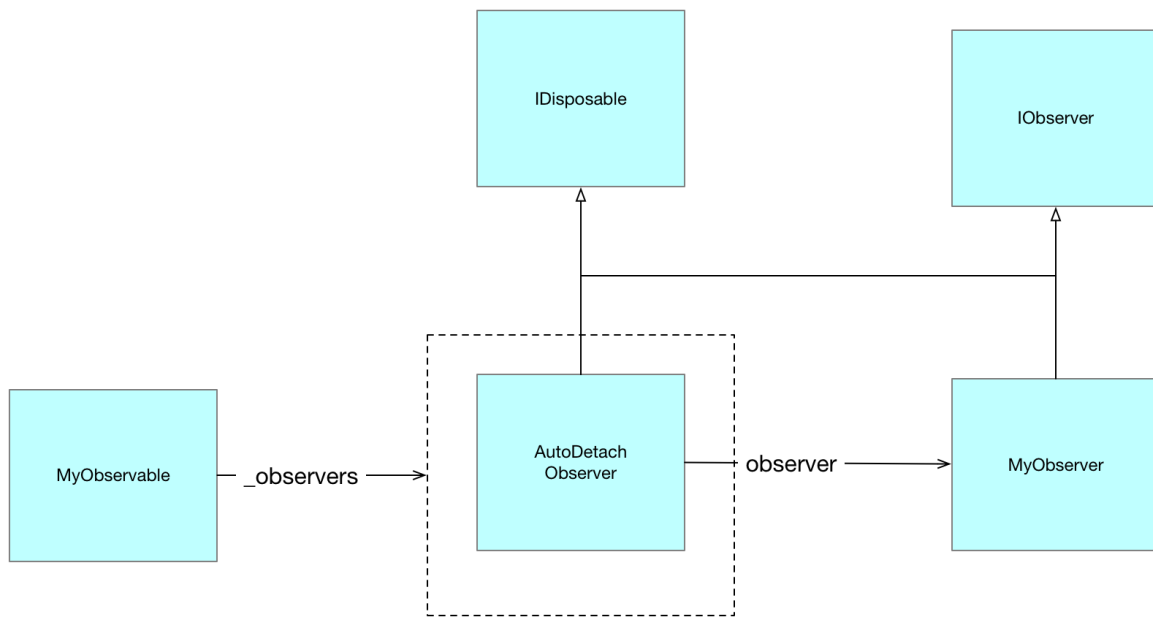 IDisposable
IObserver
MyObservable
_observers
AutoDetach
Observer
observer
MyObserver